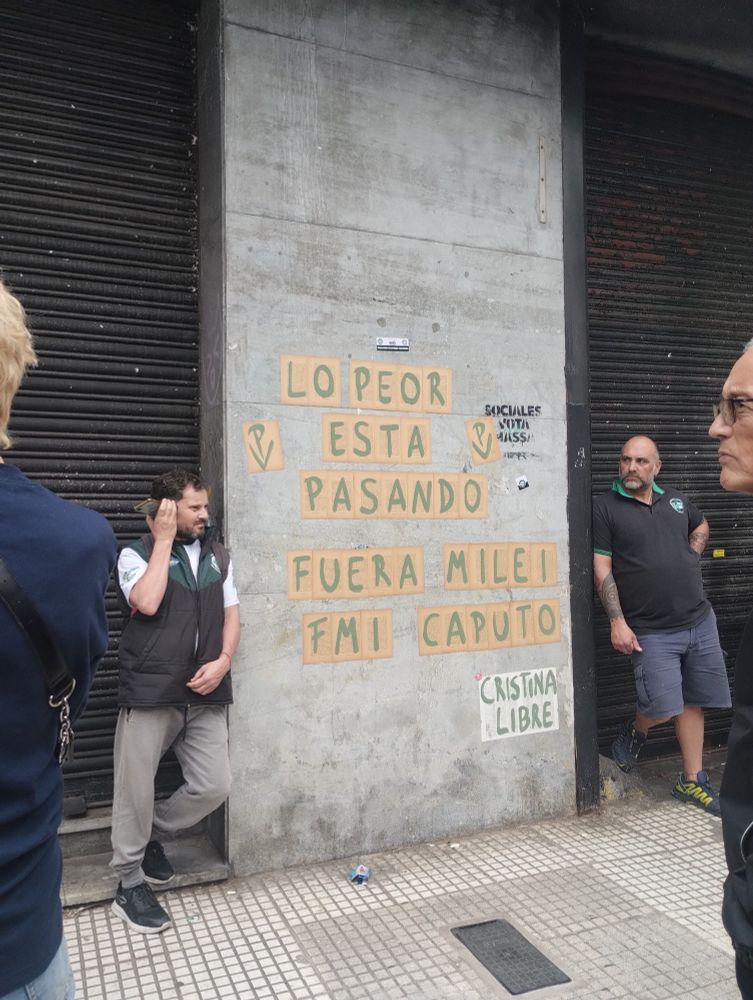 LO PEOR
ESTA
PASANDO
FUERA MILEI
FMI CAPUTO
SOCIALES
VOTA
MASSA
CRISTINA
LIBRE